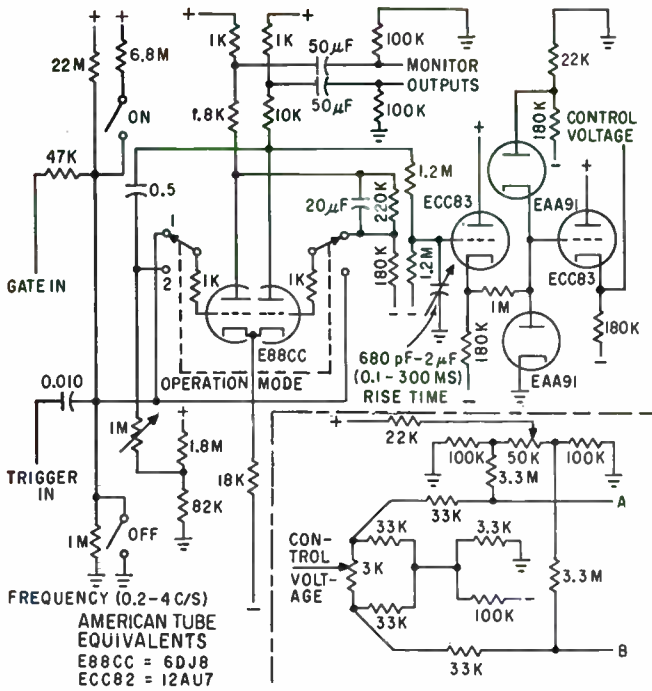 + + + +
22M 6.8M 1K 1K 50µF 100K
MONITOR
OUTPUTS
50µF 100K
ON
1.8K 10K
22K
180K
CONTROL
VOLTAGE
47K
0.5
1.2M
ECC83
+
+
20µF
220K
EAA91
1
2
1K
1K
180K
1.2M
ECC83
GATE IN
1M
E88CC
OPERATION MODE
680 pF-2µF
(0.1-300 MS)
RISE TIME
180K
EAA91
180K
0.010
TRIGGER
IN
1M
+
1.8M
82K
18K
+
22K
100K
50K
100K
3.3M
A
33K
1M
OFF
CON-
TROL
VOLT-
AGE
3K
33K
3.3K
33K
100K
3.3M
33K
B
FREQUENCY (0.2-4 C/S)
AMERICAN TUBE
EQUIVALENTS
E88CC = 6DJ8
ECC82 = 12AU7